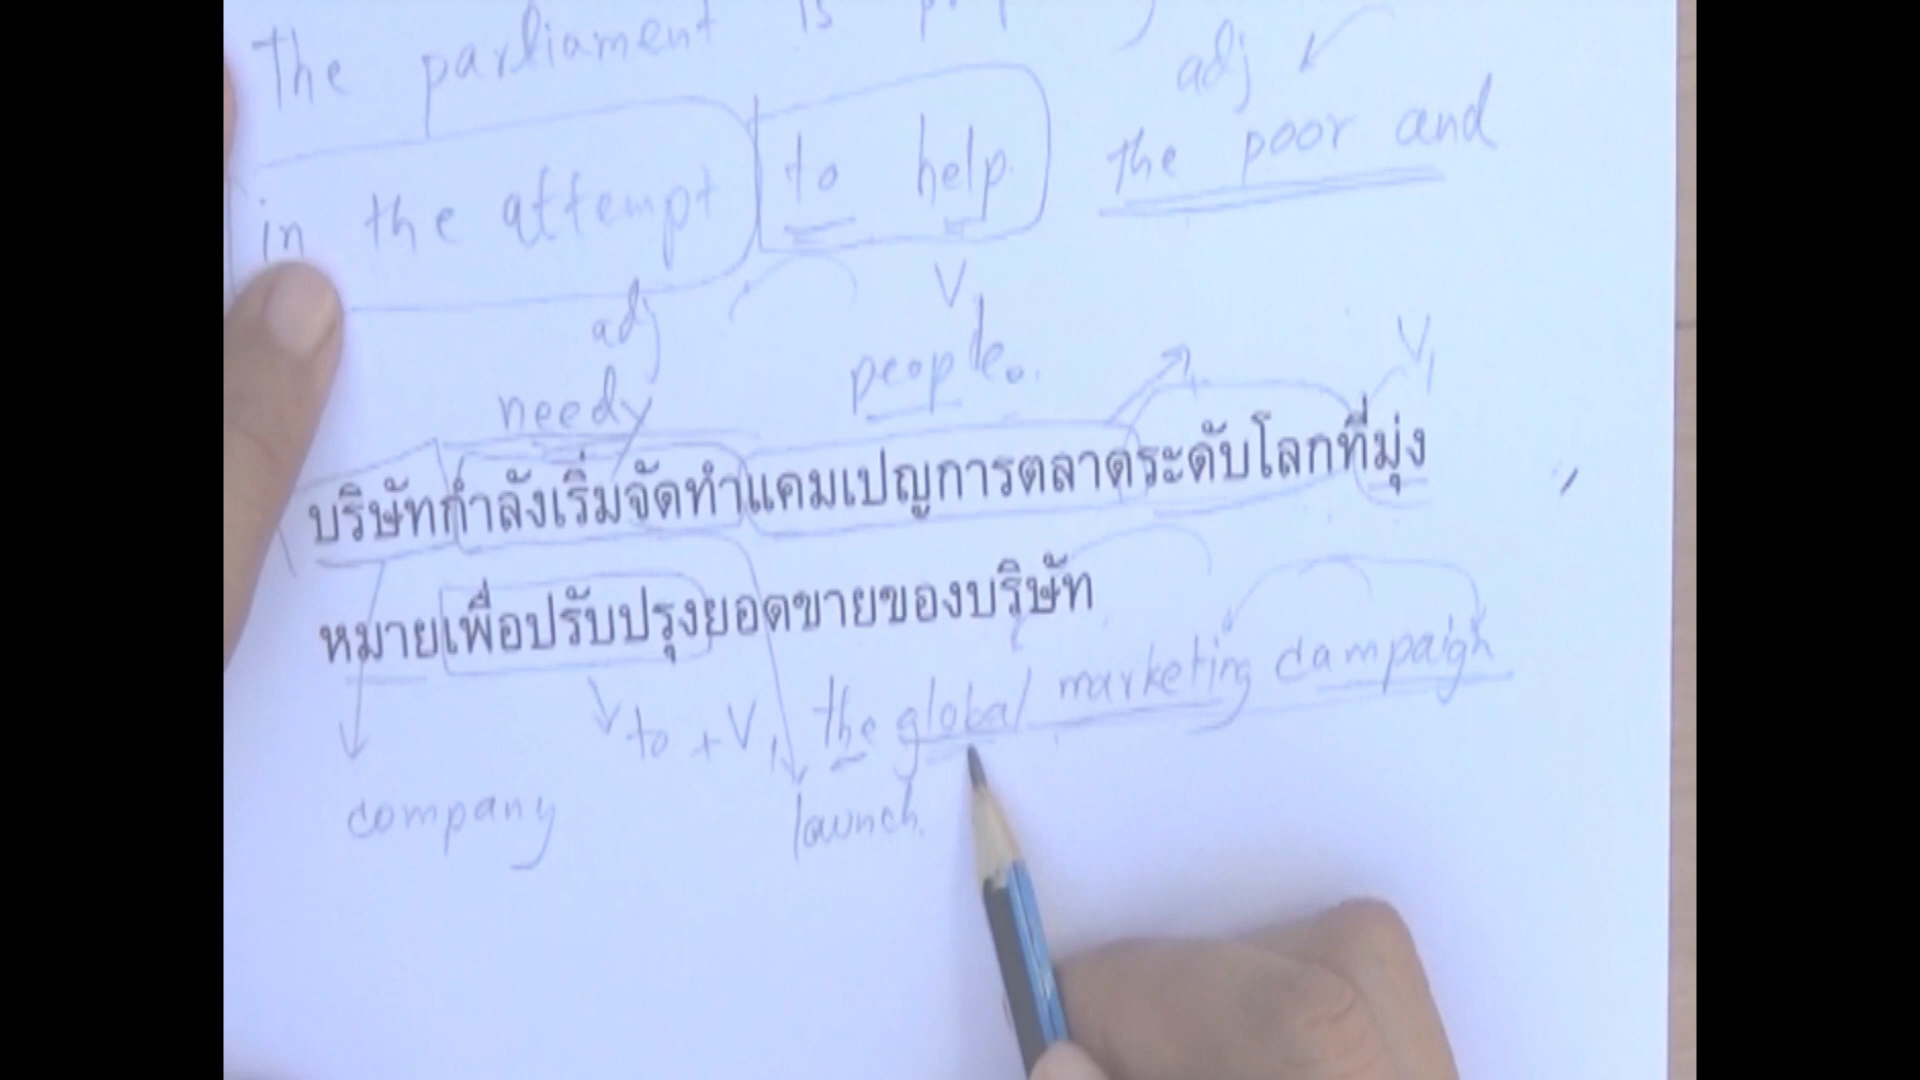 The parliament is
adj
in the attempt to help the poor and
adj V
needy people. V1
บริษัทกำลังเริ่มจัดทำแคมเปญการตลาดระดับโลกที่มุ่ง
หมายเพื่อปรับปรุงยอดขายของบริษัท
to + V1 the global marketing campaign
company launch